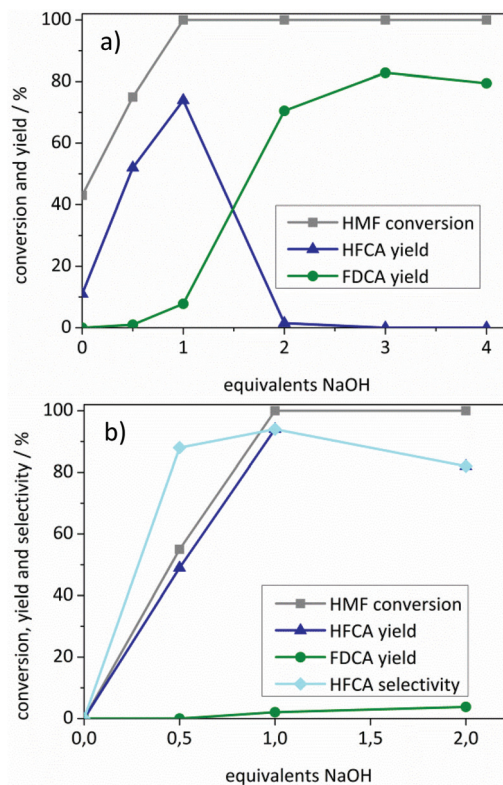 a)
conversion and yield / %
100
80
60
40
20
0
HMF conversion
HFCA yield
FDCA yield
0 1 2 3 4
equivalents NaOH
b)
conversion, yield and selectivity / %
100
80
60
40
20
0
HMF conversion
HFCA yield
FDCA yield
HFCA selectivity
0,0 0,5 1,0 1,5 2,0
equivalents NaOH